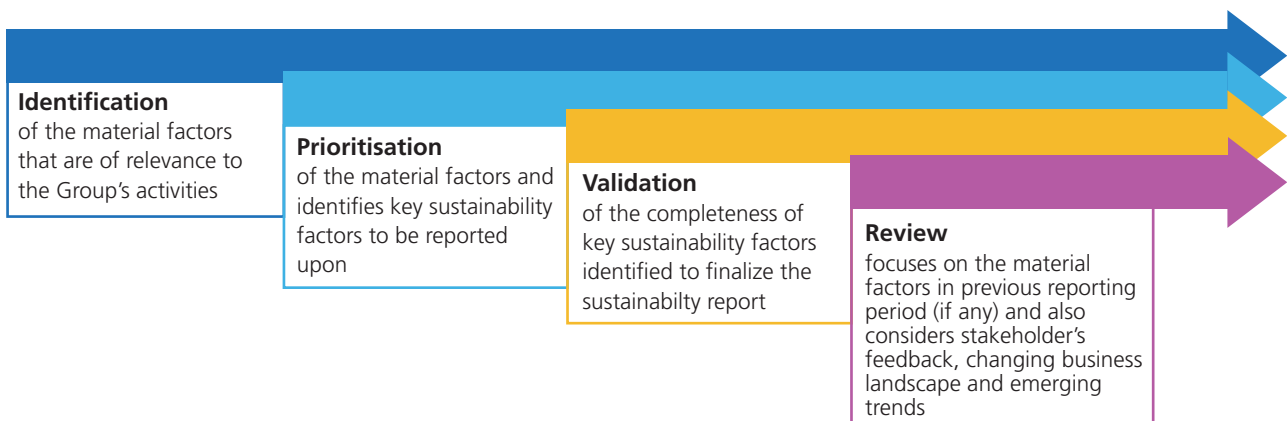 Identification
of the material factors
that are of relevance to
the Group's activities
Prioritisation
of the material factors and
identifies key sustainability
factors to be reported
upon
Validation
of the completeness of
key sustainability factors
identified to finalize the
sustainabilty report
Review
focuses on the material
factors in previous reporting
period (if any) and also
considers stakeholder's
feedback, changing business
landscape and emerging
trends